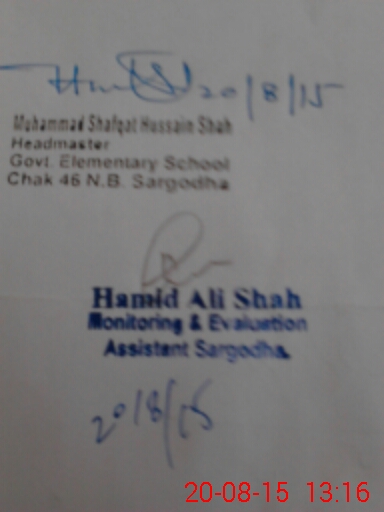 20/8/15
Muhammad Shafqat Hussain Shah
Headmaster
Govt. Elementary School
Chak 46 N.B. Sargodha
Hamid Ali Shah
Monitoring & Evaluation
Assistant Sargodha.
20/8/15
20-08-15 13:16